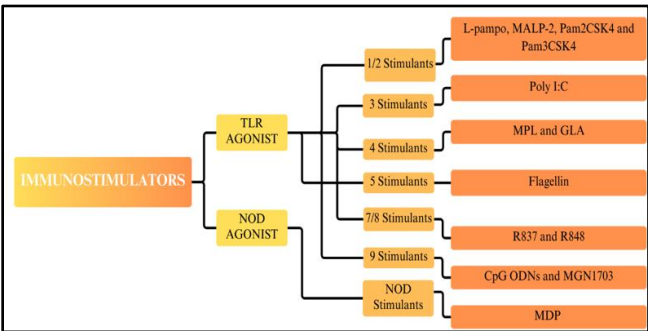 IMMUNOSTIMULATORS
TLR
AGONIST
NOD
AGONIST
1/2 Stimulants
3 Stimulants
4 Stimulants
5 Stimulants
7/8 Stimulants
9 Stimulants
NOD
Stimulants
L-pampo, MALP-2, Pam2CSK4 and
Pam3CSK4
Poly I:C
MPL and GLA
Flagellin
R837 and R848
CpG ODNs and MGN1703
MDP